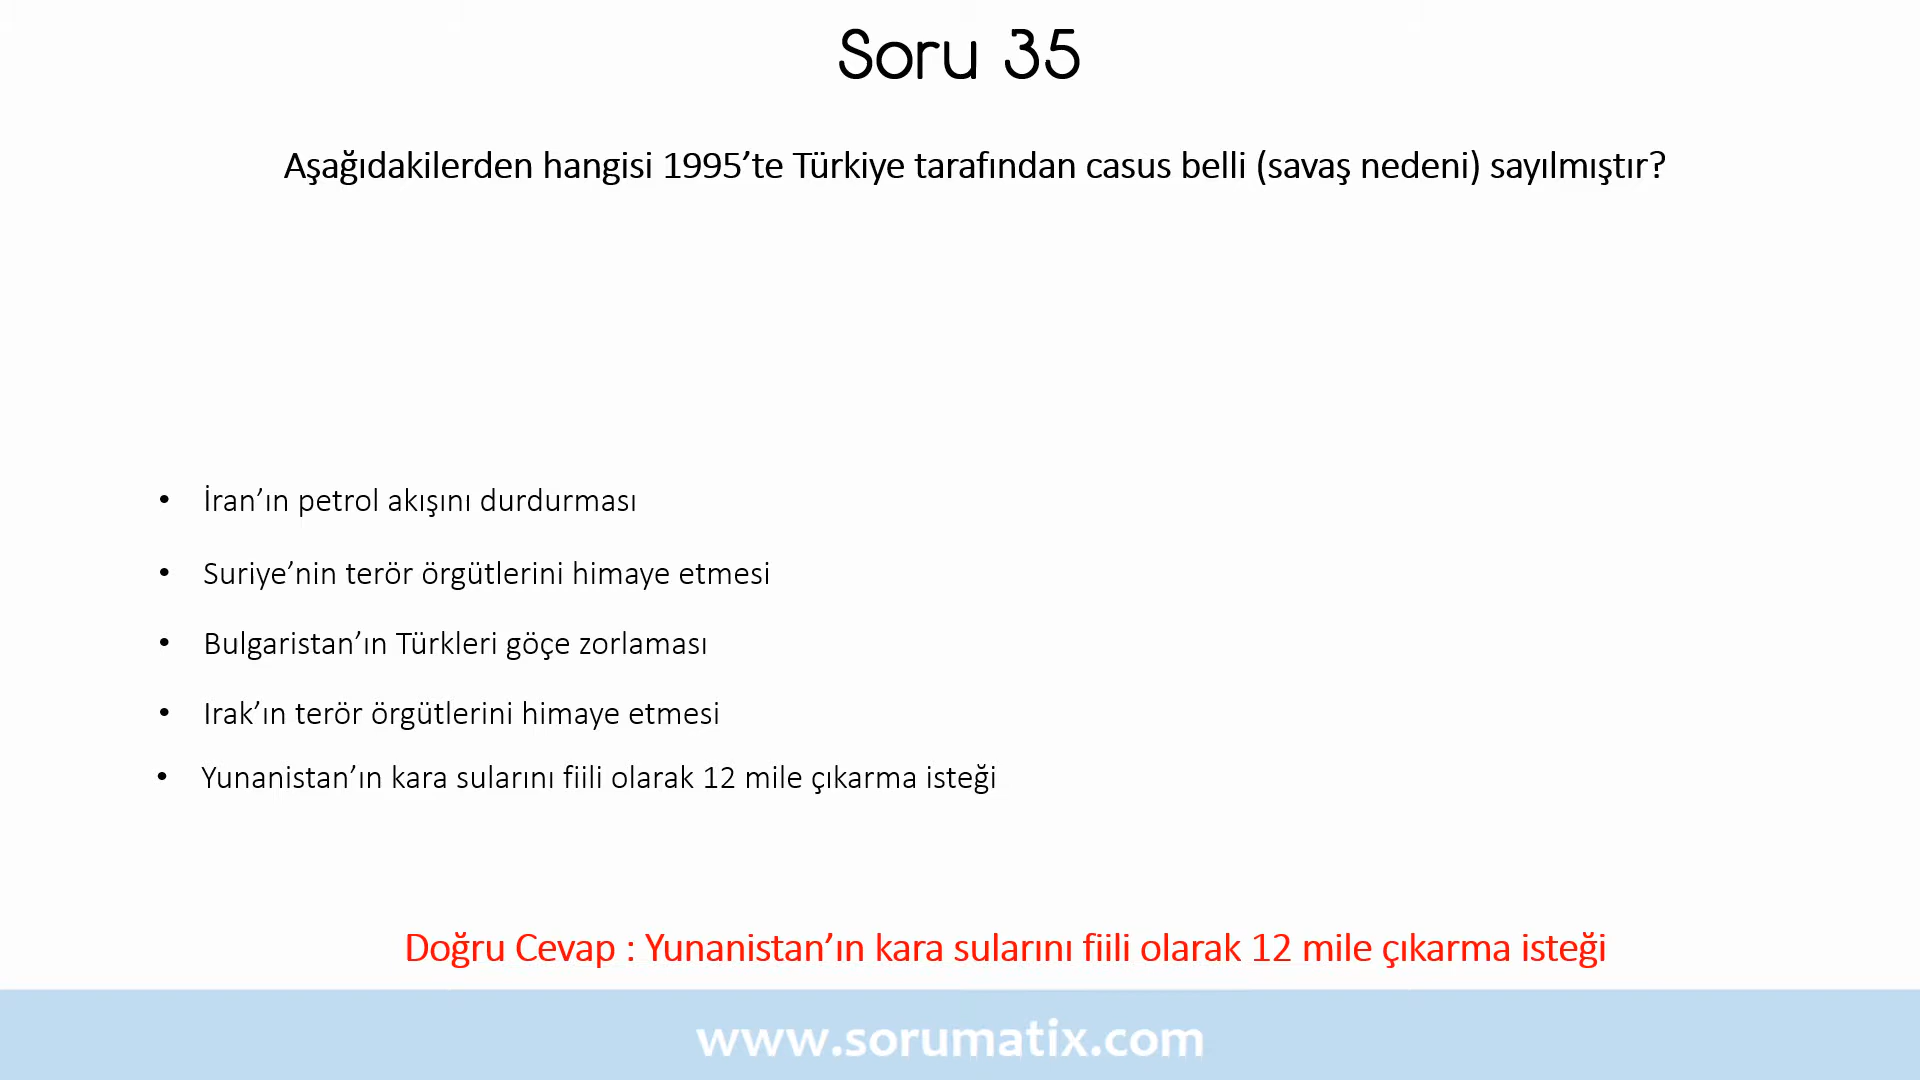 Soru 35
Aşağıdakilerden hangisi 1995’te Türkiye tarafından casus belli (savaş nedeni) sayılmıştır?
• İran’ın petrol akışını durdurması
• Suriye’nin terör örgütlerini himaye etmesi
• Bulgaristan’ın Türkleri göçe zorlaması
• Irak’ın terör örgütlerini himaye etmesi
• Yunanistan’ın kara sularını fiili olarak 12 mile çıkarma isteği
Doğru Cevap : Yunanistan’ın kara sularını fiili olarak 12 mile çıkarma isteği
www.sorumatix.com